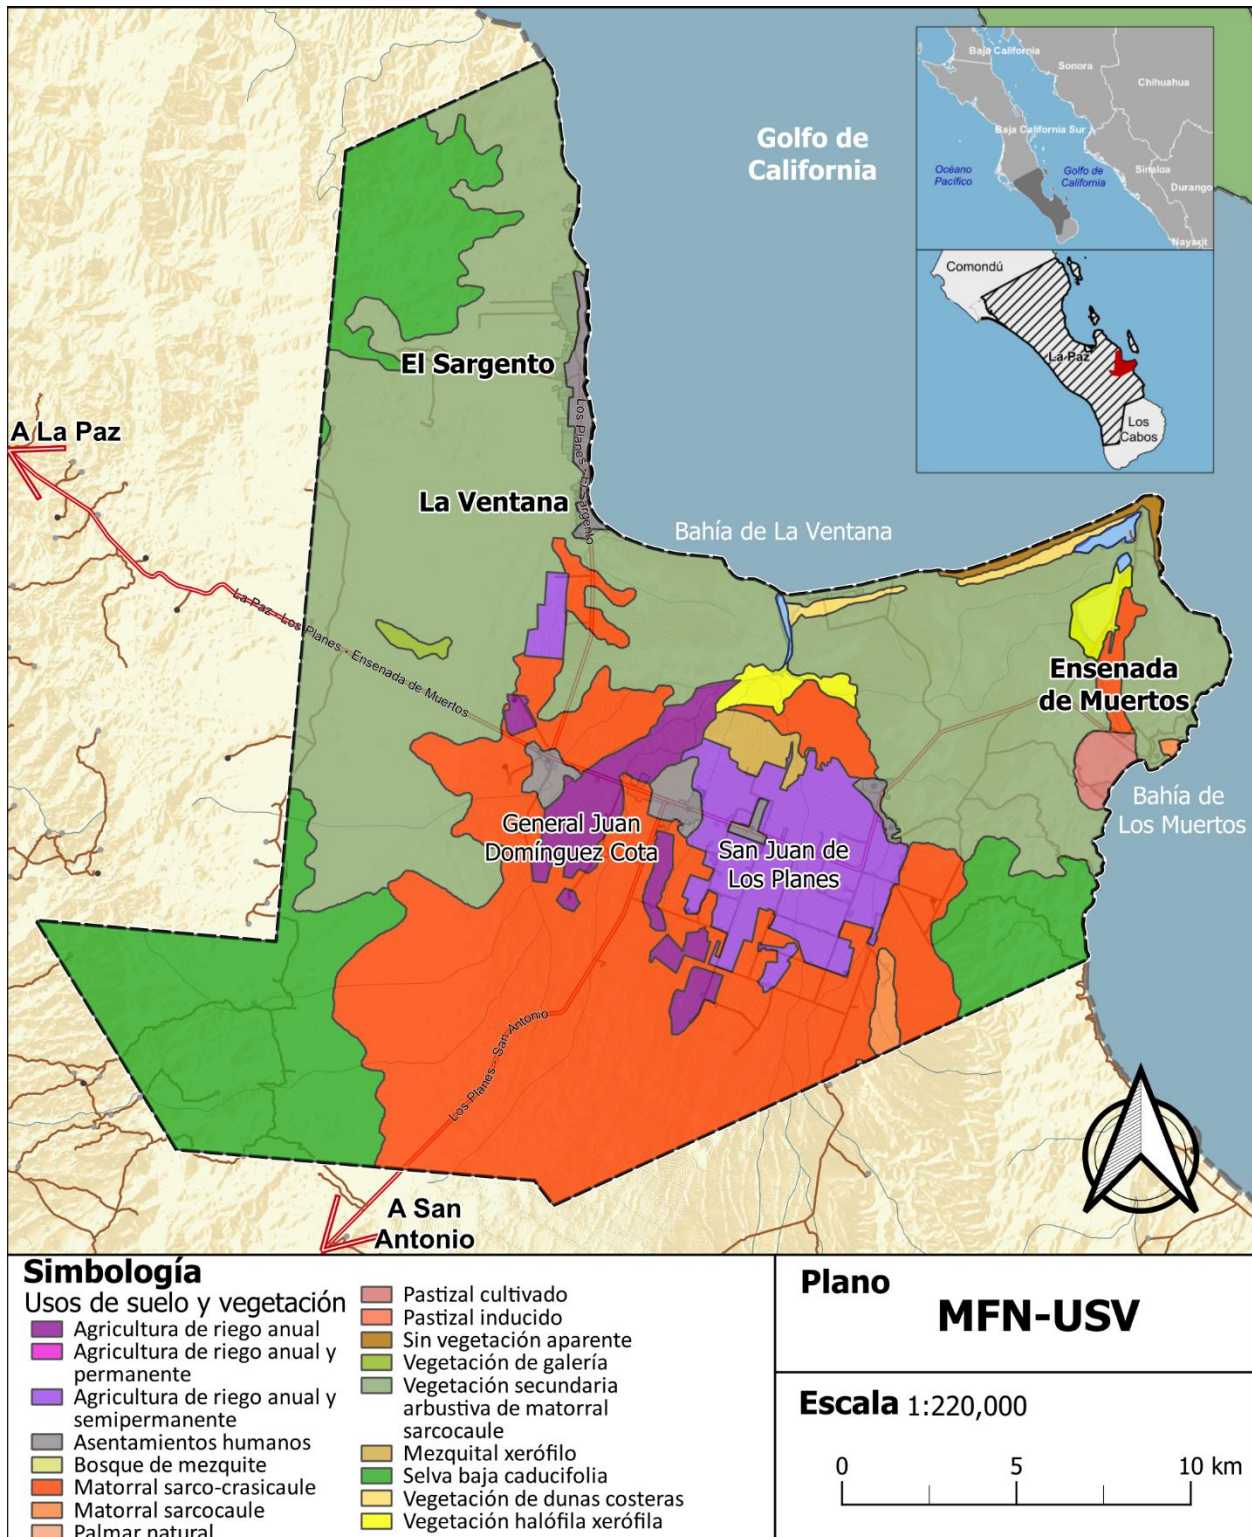 Baja California
Sonora
Chihuahua
Baja California Sur
Océano
Pacífico
Golfo de
California
Sinaloa
Durango
Nayarit
Golfo de
California
Comondú
La Paz
Los
Cabos
El Sargento
A La Paz
Los Planes - El Sargento
La Ventana
Bahía de La Ventana
La Paz - Los Planes - Ensenada de Muertos
Ensenada
de Muertos
Bahía de
Los Muertos
General Juan
Domínguez Cota
San Juan de
Los Planes
Los Planes - San Antonio
A San
Antonio
Simbología
Usos de suelo y vegetación
Agricultura de riego anual
Agricultura de riego anual y
permanente
Agricultura de riego anual y
semipermanente
Asentamientos humanos
Bosque de mezquite
Matorral sarco-crasicaule
Matorral sarcocaule
Palmar natural
Pastizal cultivado
Pastizal inducido
Sin vegetación aparente
Vegetación de galería
Vegetación secundaria
arbustiva de matorral
sarcocaule
Mezquital xerófilo
Selva baja caducifolia
Vegetación de dunas costeras
Vegetación halófila xerófila
Plano
MFN-USV
Escala 1:220,000
0 5 10 km